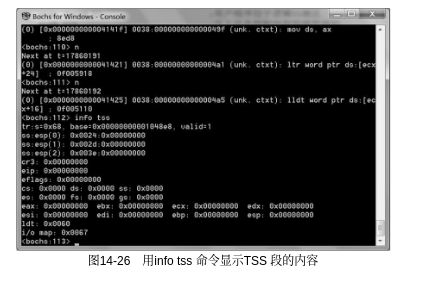 Bochs for Windows - Console
(0) [0x000000000004141f] 0038:000000000000049f (unk. ctxt): mov ds, ax
; 8ed8
<bochs:110> n
Next at t=17860191
(0) [0x0000000000041421] 0038:00000000000004a1 (unk. ctxt): ltr word ptr ds:[ecx
+24] ; 0f005918
<bochs:111> n
Next at t=17860192
(0) [0x0000000000041425] 0038:00000000000004a5 (unk. ctxt): lldt word ptr ds:[ec
x+16] ; 0f005110
<bochs:112> info tss
tr:s=0x68, base=0x00000000001048e8, valid=1
ss:esp(0): 0x0024:0x00000000
ss:esp(1): 0x002d:0x00000000
ss:esp(2): 0x003e:0x00000000
cr3: 0x00000000
eip: 0x00000000
eflags: 0x00000000
cs: 0x0000 ds: 0x0000 ss: 0x0000
es: 0x0000 fs: 0x0000 gs: 0x0000
eax: 0x00000000 ebx: 0x00000000 ecx: 0x00000000 edx: 0x00000000
esi: 0x00000000 edi: 0x00000000 ebp: 0x00000000 esp: 0x00000000
ldt: 0x0060
i/o map: 0x0067
<bochs:113>
图14-26 用info tss 命令显示TSS 段的内容